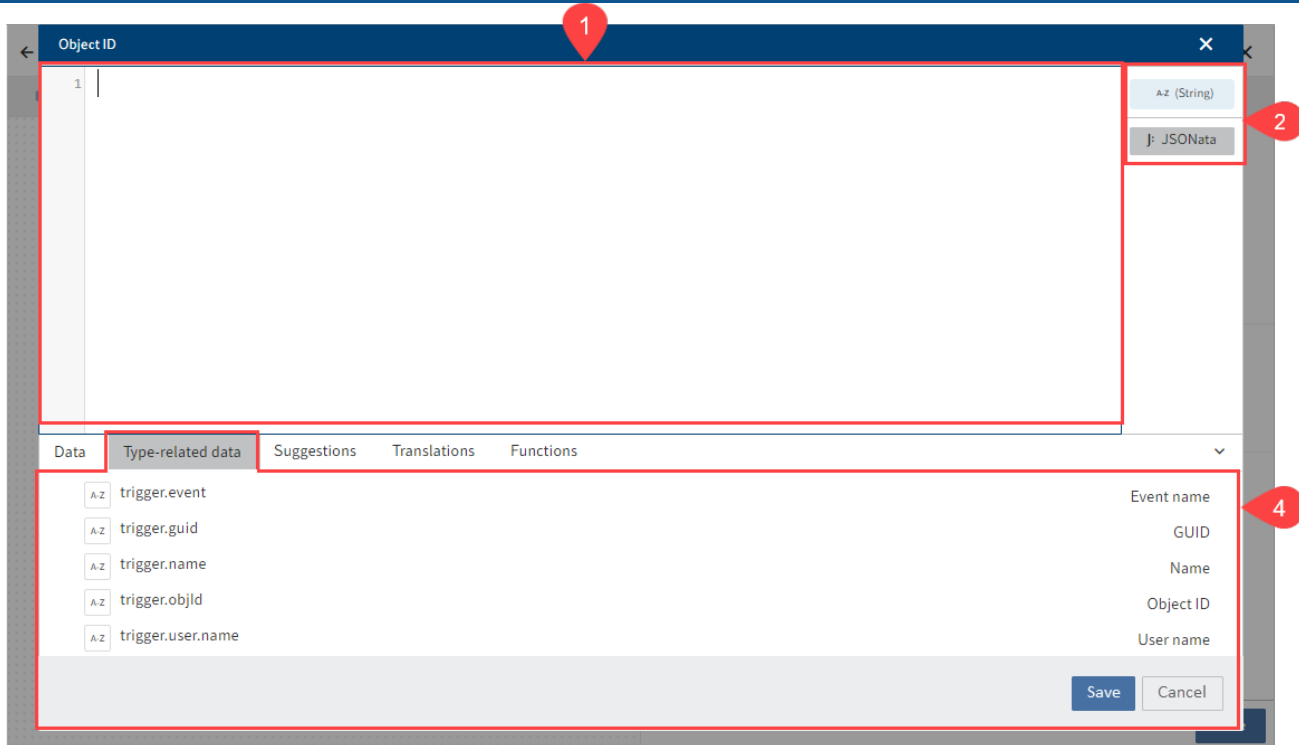 1
Object ID
1
A-Z (String)
2
J: JSONata
Data Type-related data Suggestions Translations Functions
A-Z trigger.event Event name
4
A-Z trigger.guid GUID
A-Z trigger.name Name
A-Z trigger.objId Object ID
A-Z trigger.user.name User name
Save Cancel